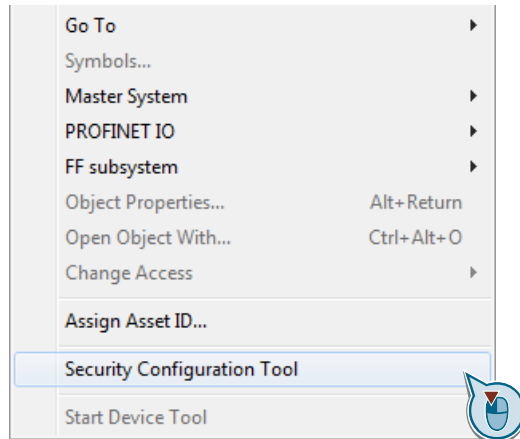 Go To
Symbols...
Master System
PROFINET IO
FF subsystem
Object Properties... Alt+Return
Open Object With... Ctrl+Alt+O
Change Access
Assign Asset ID...
Security Configuration Tool
Start Device Tool